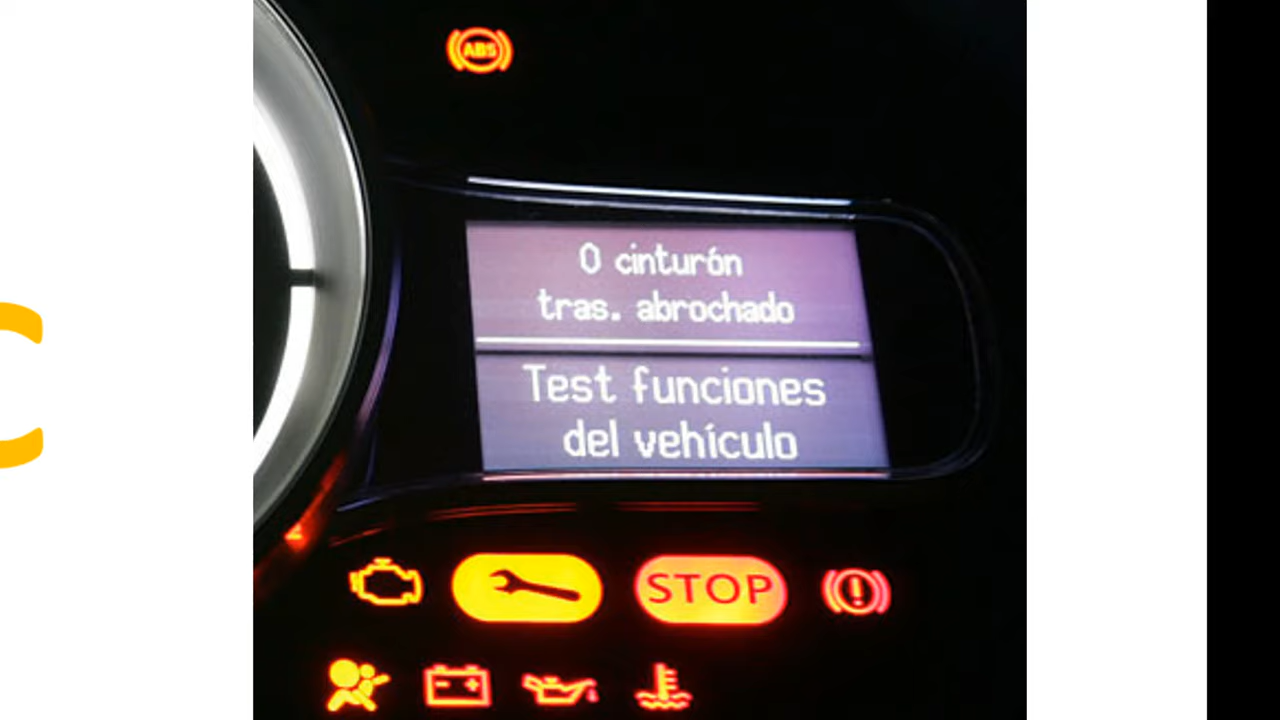 ABS
0 cinturón
tras. abrochado
Test funciones
del vehículo
STOP